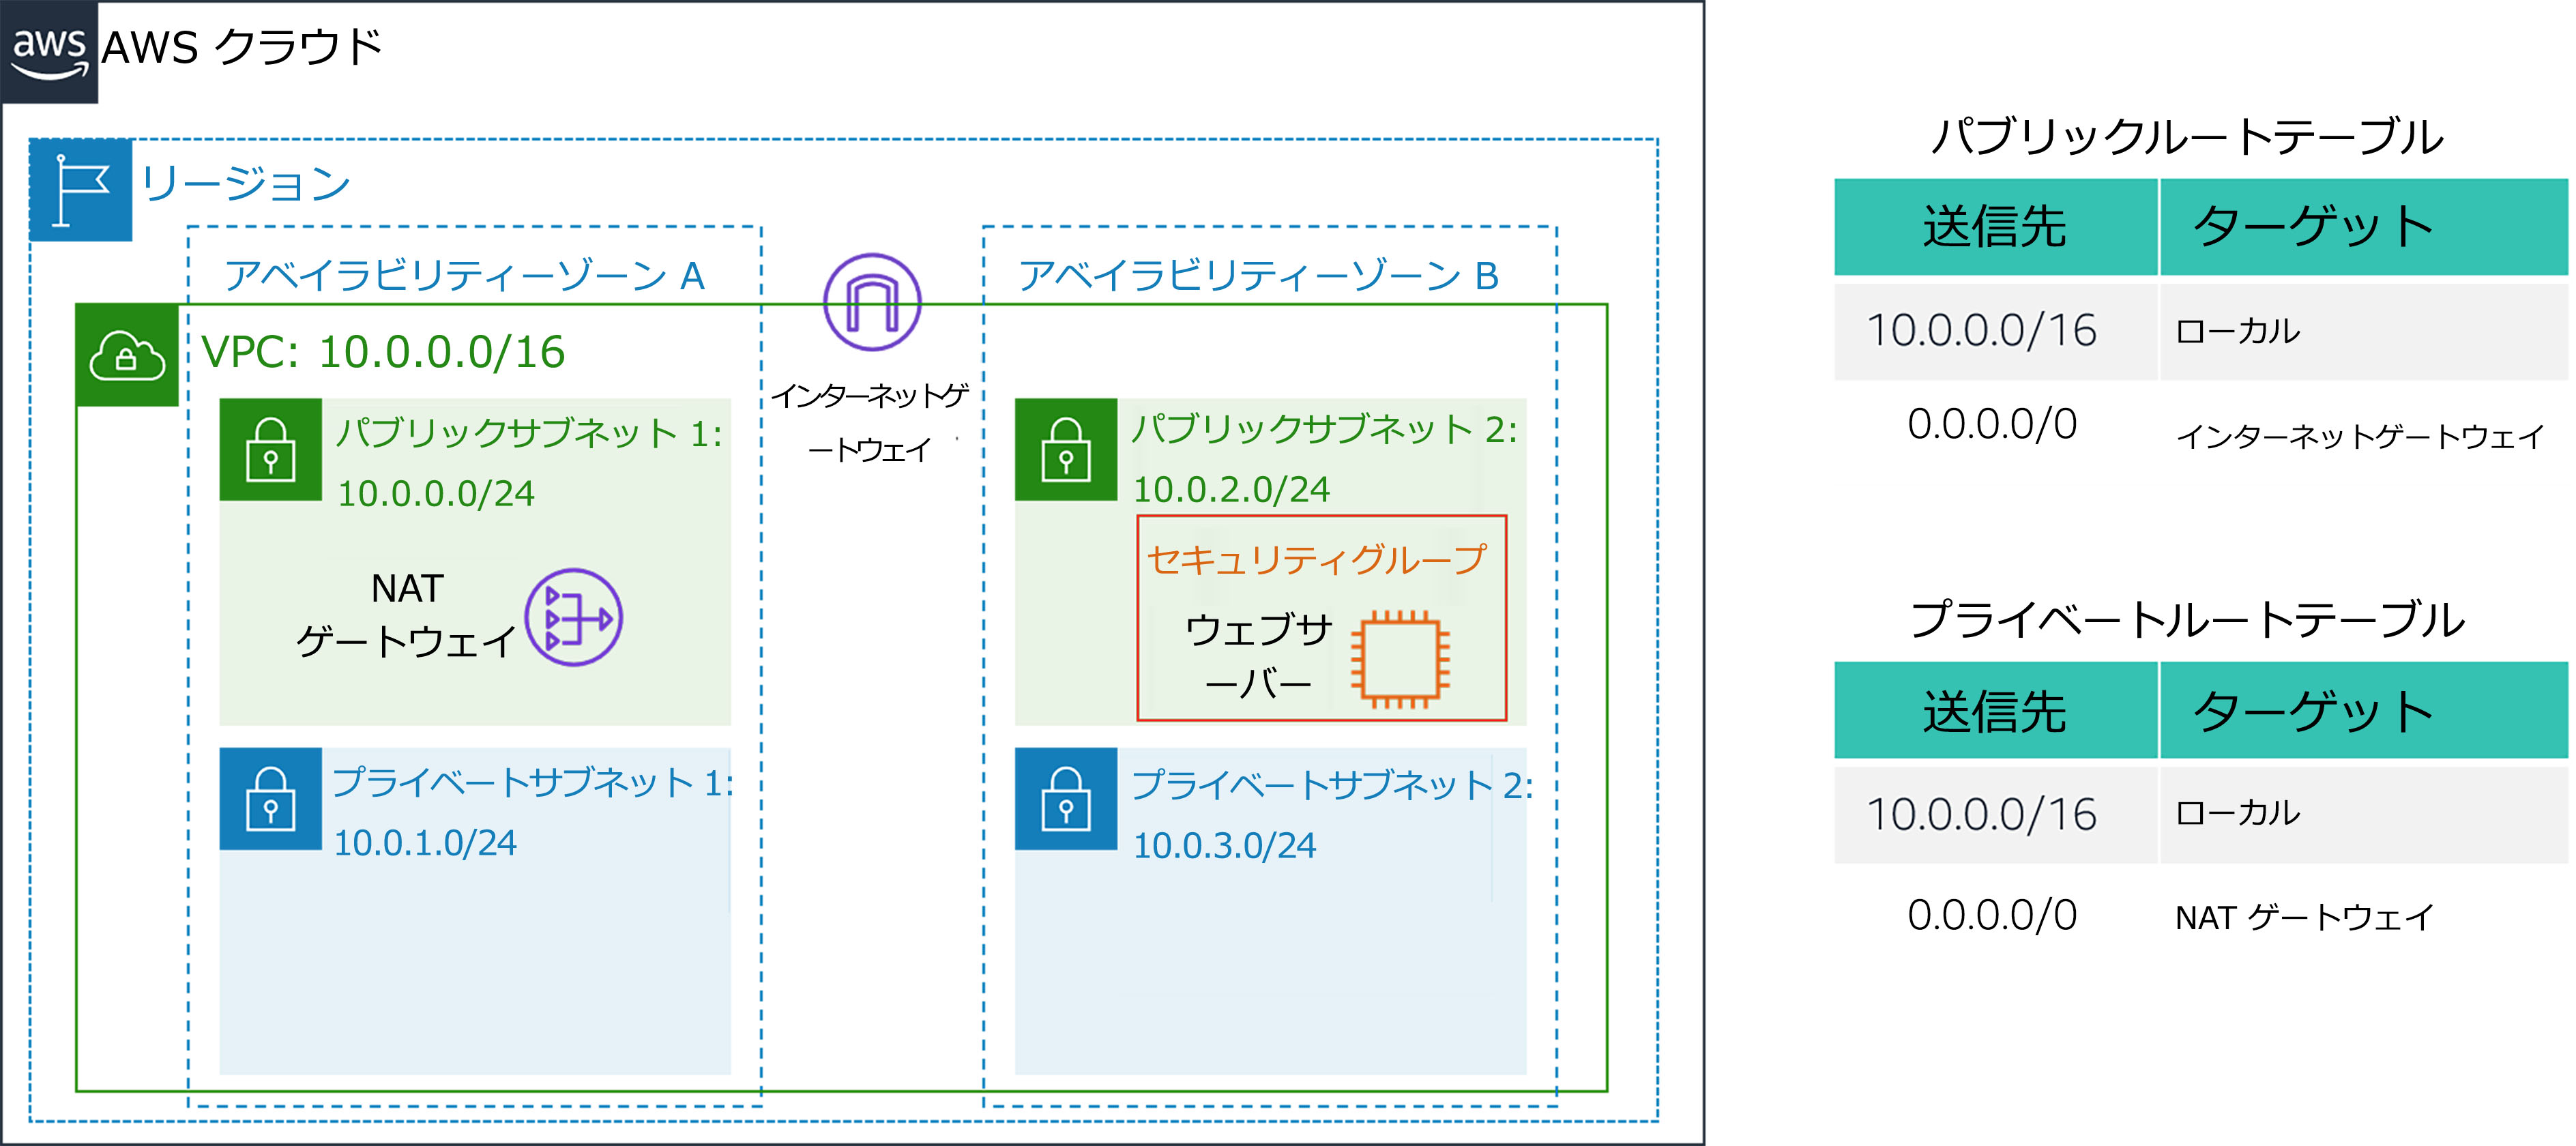 aws
AWS クラウド
リージョン
アベイラビリティーゾーン A
アベイラビリティーゾーン B
VPC: 10.0.0.0/16
インターネットゲ
ートウェイ
パブリックサブネット 1:
10.0.0.0/24
NAT
ゲートウェイ
パブリックサブネット 2:
10.0.2.0/24
セキュリティグループ
ウェブサ
ーバー
プライベートサブネット 1:
10.0.1.0/24
プライベートサブネット 2:
10.0.3.0/24
パブリックルートテーブル
送信先 ターゲット
10.0.0.0/16 ローカル
0.0.0.0/0 インターネットゲートウェイ
プライベートルートテーブル
送信先 ターゲット
10.0.0.0/16 ローカル
0.0.0.0/0 NAT ゲートウェイ